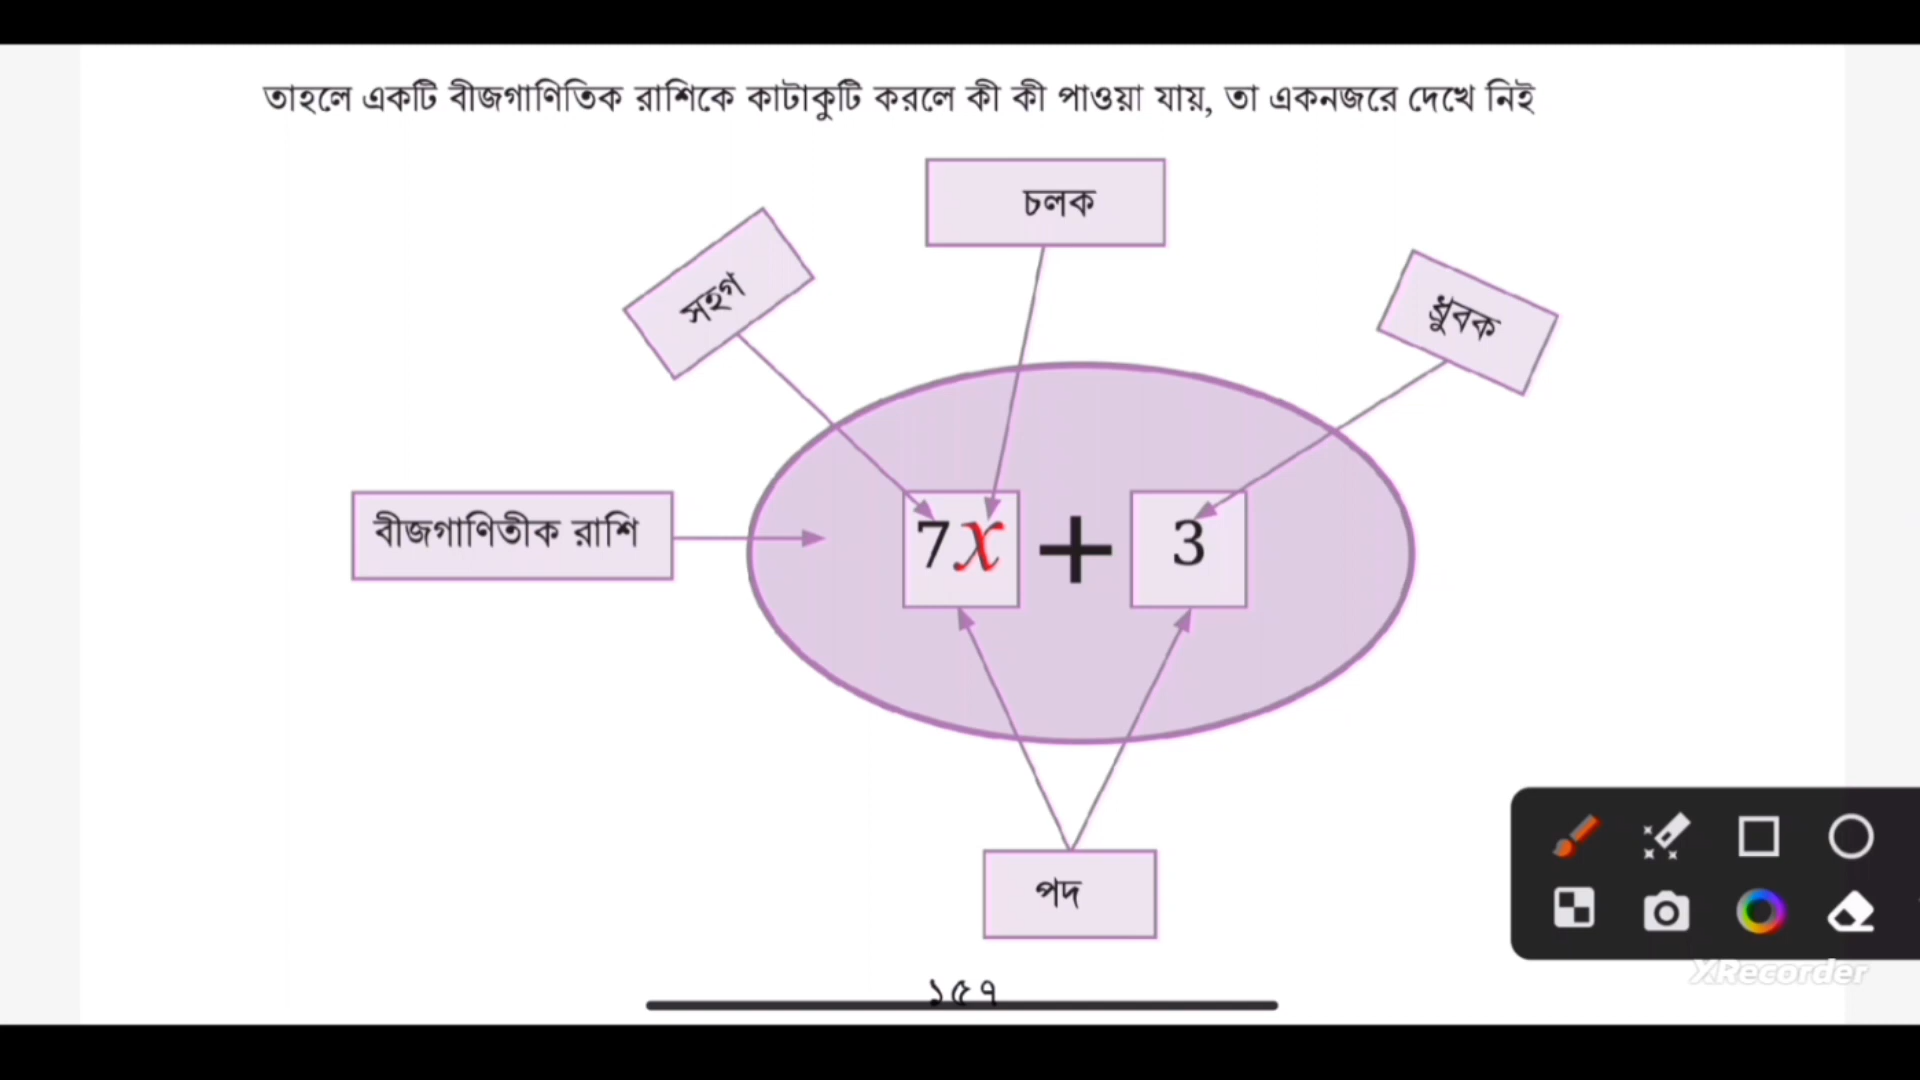 তাহলে একটি বীজগাণিতিক রাশিকে কাটাকুটি করলে কী কী পাওয়া যায়, তা একনজরে দেখে নিই
চলক
সহগ
ধ্রুবক
বীজগাণিতীক রাশি
7x + 3
পদ
১৫৭
XRecorder